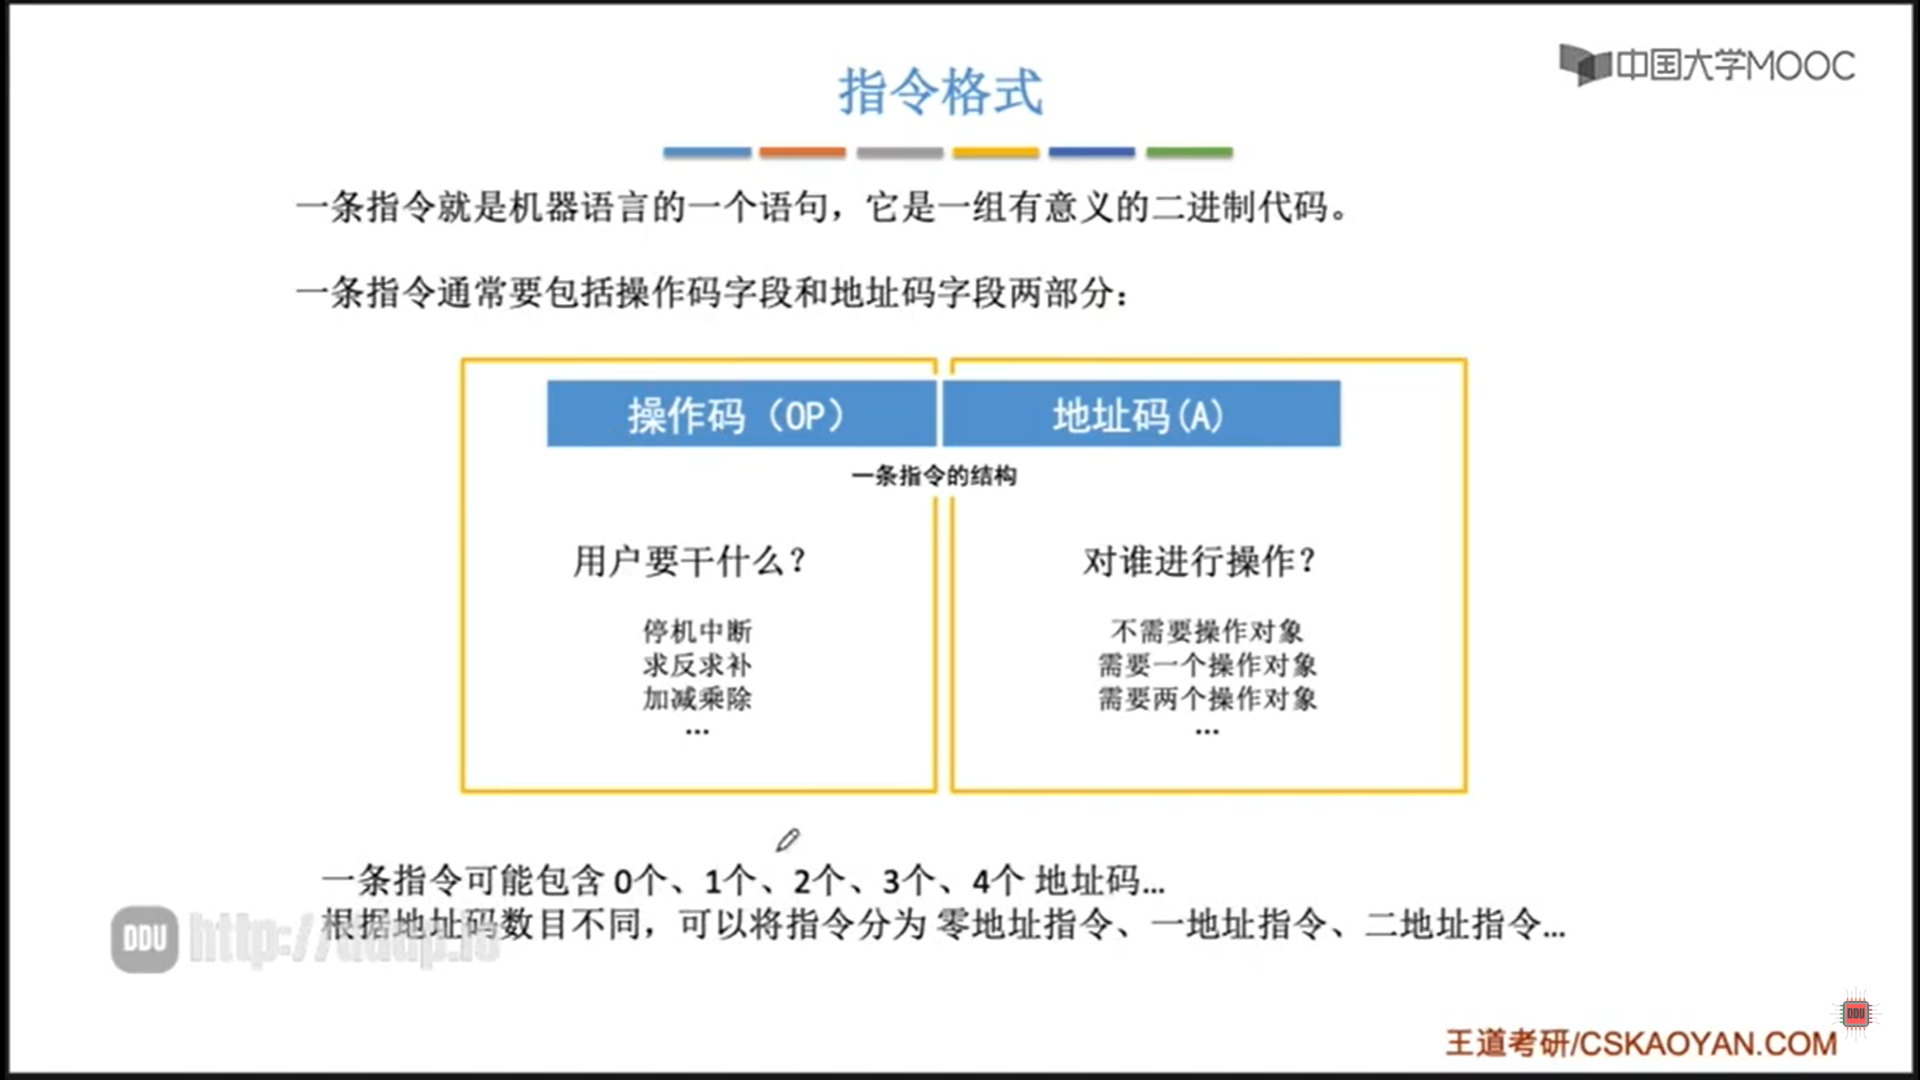 中国大学MOOC
指令格式
一条指令就是机器语言的一个语句，它是一组有意义的二进制代码。
一条指令通常要包括操作码字段和地址码字段两部分：
操作码（OP）
地址码(A)
一条指令的结构
用户要干什么？
停机中断
求反求补
加减乘除
...
对谁进行操作？
不需要操作对象
需要一个操作对象
需要两个操作对象
...
一条指令可能包含 0个、1个、2个、3个、4个 地址码...
根据地址码数目不同，可以将指令分为 零地址指令、一地址指令、二地址指令...
DDU
DDU
王道考研/CSKAOYAN.COM